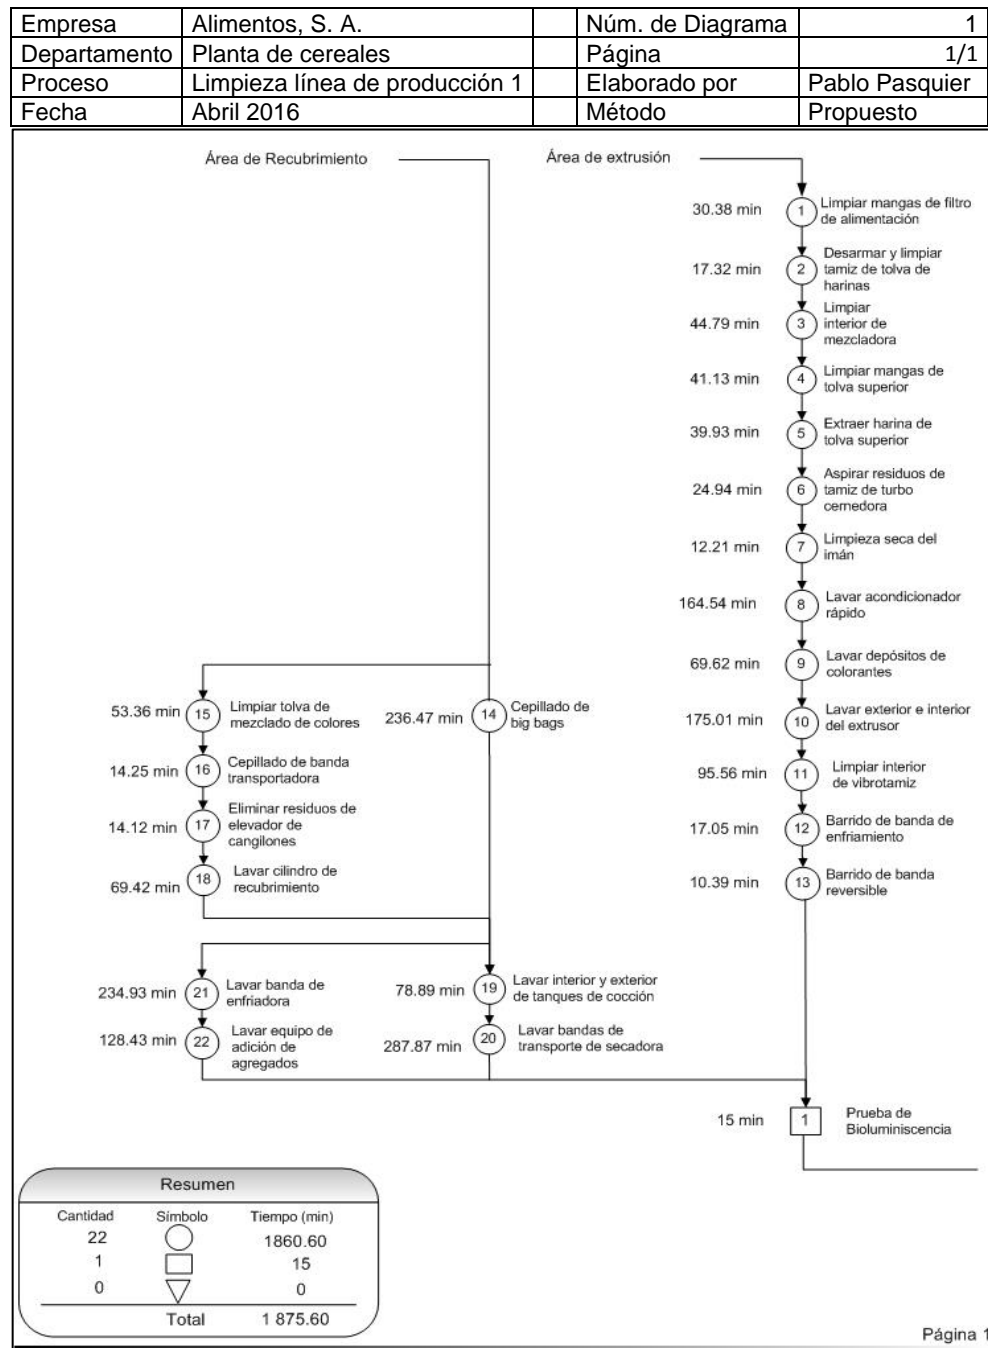 Empresa Alimentos, S. A. Núm. de Diagrama 1
Departamento Planta de cereales Página 1/1
Proceso Limpieza línea de producción 1 Elaborado por Pablo Pasquier
Fecha Abril 2016 Método Propuesto
Área de Recubrimiento
Área de extrusión
30.38 min 1 Limpiar mangas de filtro
de alimentación
17.32 min 2 Desarmar y limpiar
tamiz de tolva de
harinas
44.79 min 3 Limpiar
interior de
mezcladora
41.13 min 4 Limpiar mangas de
tolva superior
39.93 min 5 Extraer harina de
tolva superior
24.94 min 6 Aspirar residuos de
tamiz de turbo
cernedora
12.21 min 7 Limpieza seca del
imán
164.54 min 8 Lavar acondicionador
rápido
69.62 min 9 Lavar depósitos de
colorantes
175.01 min 10 Lavar exterior e interior
del extrusor
95.56 min 11 Limpiar interior
de vibrotamiz
17.05 min 12 Barrido de banda de
enfriamiento
10.39 min 13 Barrido de banda
reversible
53.36 min 15 Limpiar tolva de
mezclado de colores
236.47 min 14 Cepillado de
big bags
14.25 min 16 Cepillado de banda
transportadora
14.12 min 17 Eliminar residuos de
elevador de
cangilones
69.42 min 18 Lavar cilindro de
recubrimiento
234.93 min 21 Lavar banda de
enfriadora
78.89 min 19 Lavar interior y exterior
de tanques de cocción
128.43 min 22 Lavar equipo de
adición de
agregados
287.87 min 20 Lavar bandas de
transporte de secadora
15 min 1 Prueba de
Bioluminiscencia
Resumen
Cantidad Símbolo Tiempo (min)
22 1860.60
1 15
0 0
Total 1 875.60
Página 1